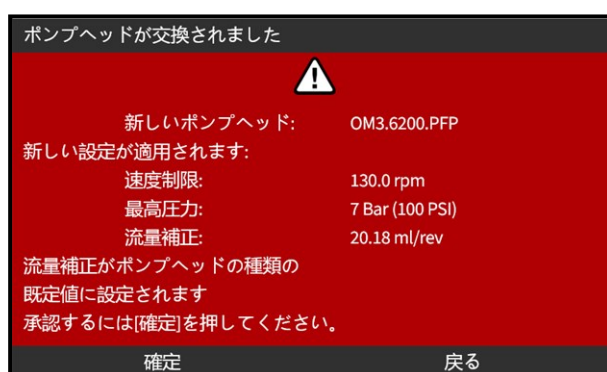 ポンプヘッドが交換されました
新しいポンプヘッド: OM3.6200.PFP
新しい設定が適用されます:
速度制限: 130.0 rpm
最高圧力: 7 Bar (100 PSI)
流量補正: 20.18 ml/rev
流量補正がポンプヘッドの種類の
既定値に設定されます
承認するには[確定]を押してください。
確定 戻る